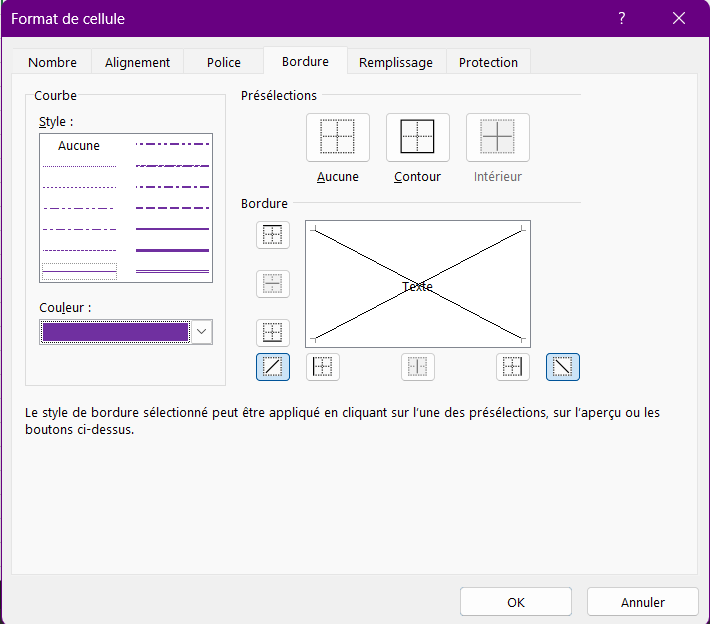 Format de cellule
?
Nombre
Alignement
Police
Bordure
Remplissage
Protection
Courbe
Style :
Aucune
Couleur :
Présélections
Aucune
Contour
Intérieur
Bordure
Texte
Le style de bordure sélectionné peut être appliqué en cliquant sur l'une des présélections, sur l'aperçu ou les
boutons ci-dessus.
OK
Annuler